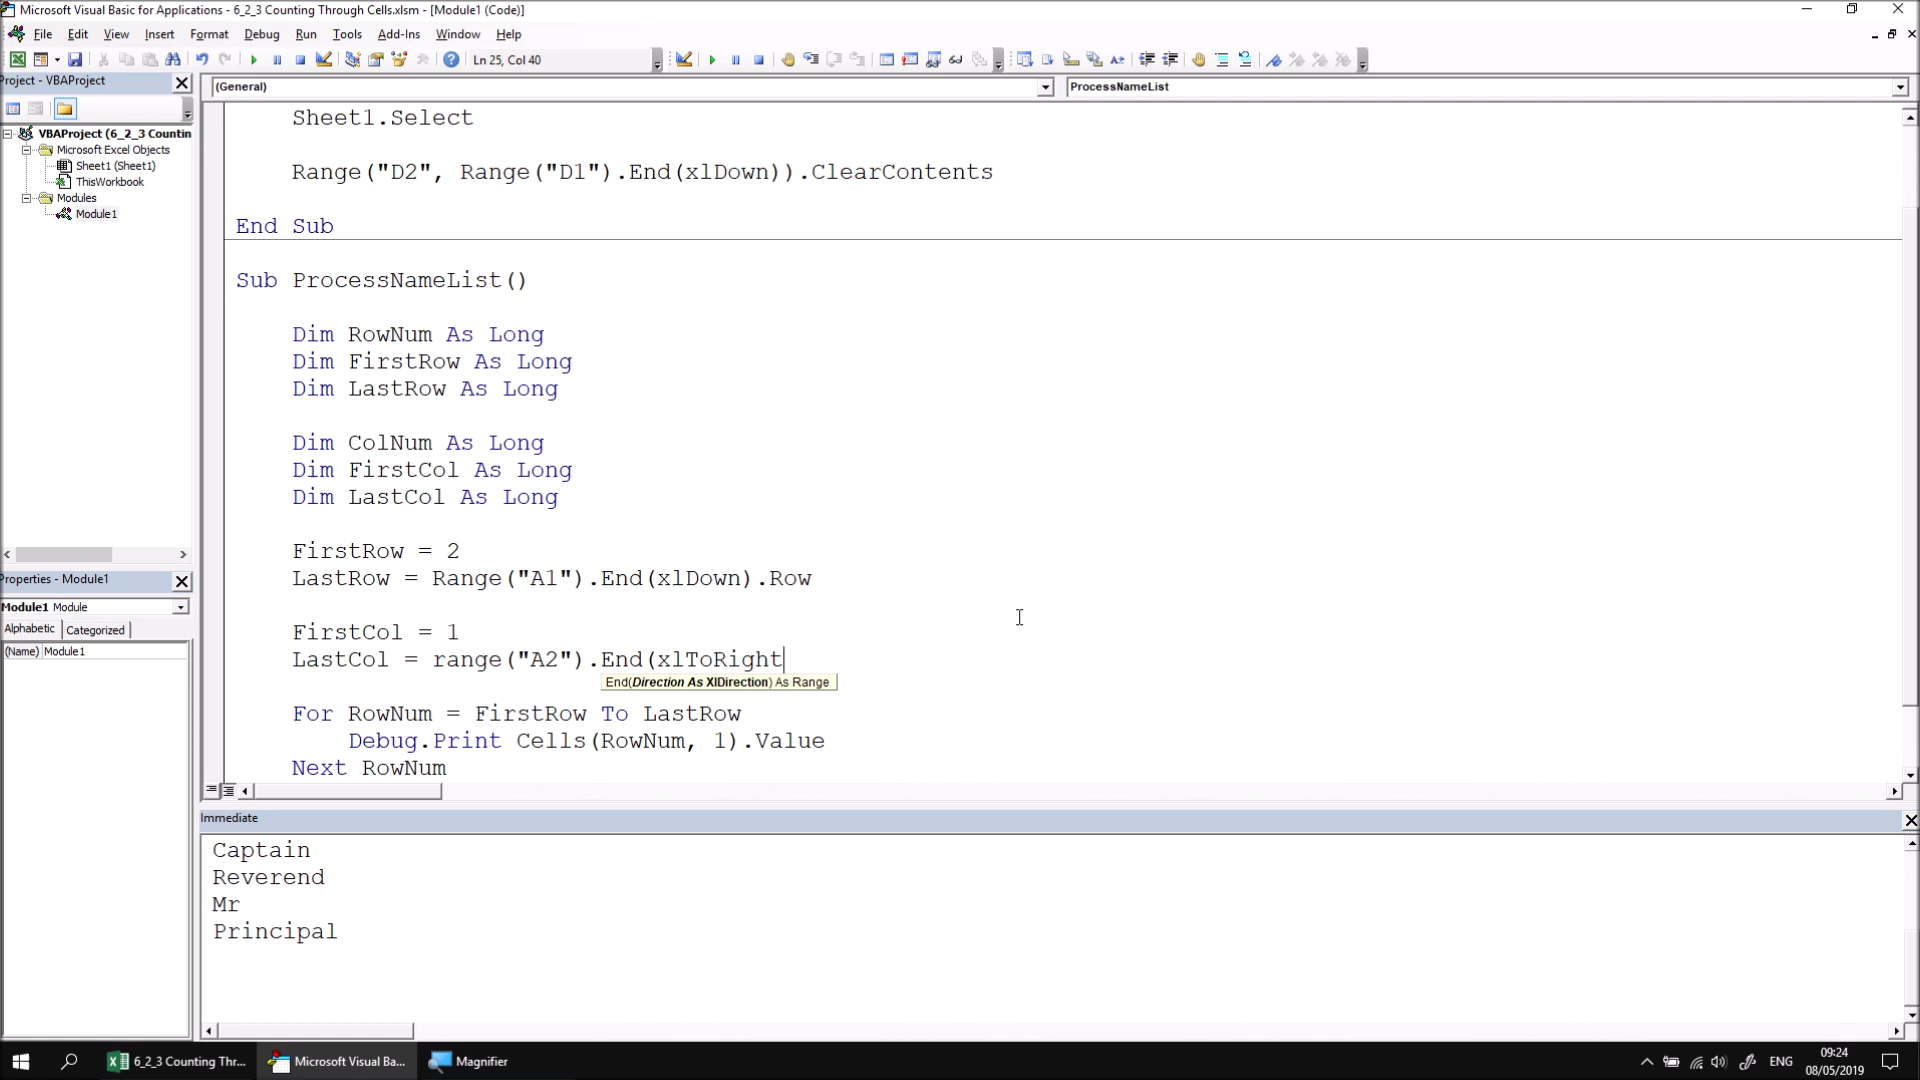 Microsoft Visual Basic for Applications - 6_2_3 Counting Through Cells.xlsm - [Module1 (Code)]
File Edit View Insert Format Debug Run Tools Add-Ins Window Help
Ln 25, Col 40
Project - VBAProject
(General)
ProcessNameList
VBAProject (6_2_3 Countin
Microsoft Excel Objects
Sheet1 (Sheet1)
ThisWorkbook
Modules
Module1
Properties - Module1
Module1 Module
Alphabetic Categorized
(Name) Module1
Sheet1.Select
Range("D2", Range("D1").End(xlDown)).ClearContents
End Sub
Sub ProcessNameList()
Dim RowNum As Long
Dim FirstRow As Long
Dim LastRow As Long
Dim ColNum As Long
Dim FirstCol As Long
Dim LastCol As Long
FirstRow = 2
LastRow = Range("A1").End(xlDown).Row
FirstCol = 1
LastCol = range("A2").End(xlToRight
End(Direction As XlDirection) As Range
For RowNum = FirstRow To LastRow
Debug.Print Cells(RowNum, 1).Value
Next RowNum
Immediate
Captain
Reverend
Mr
Principal
6_2_3 Counting Thr...
Microsoft Visual Ba...
Magnifier
ENG
09:24
08/05/2019